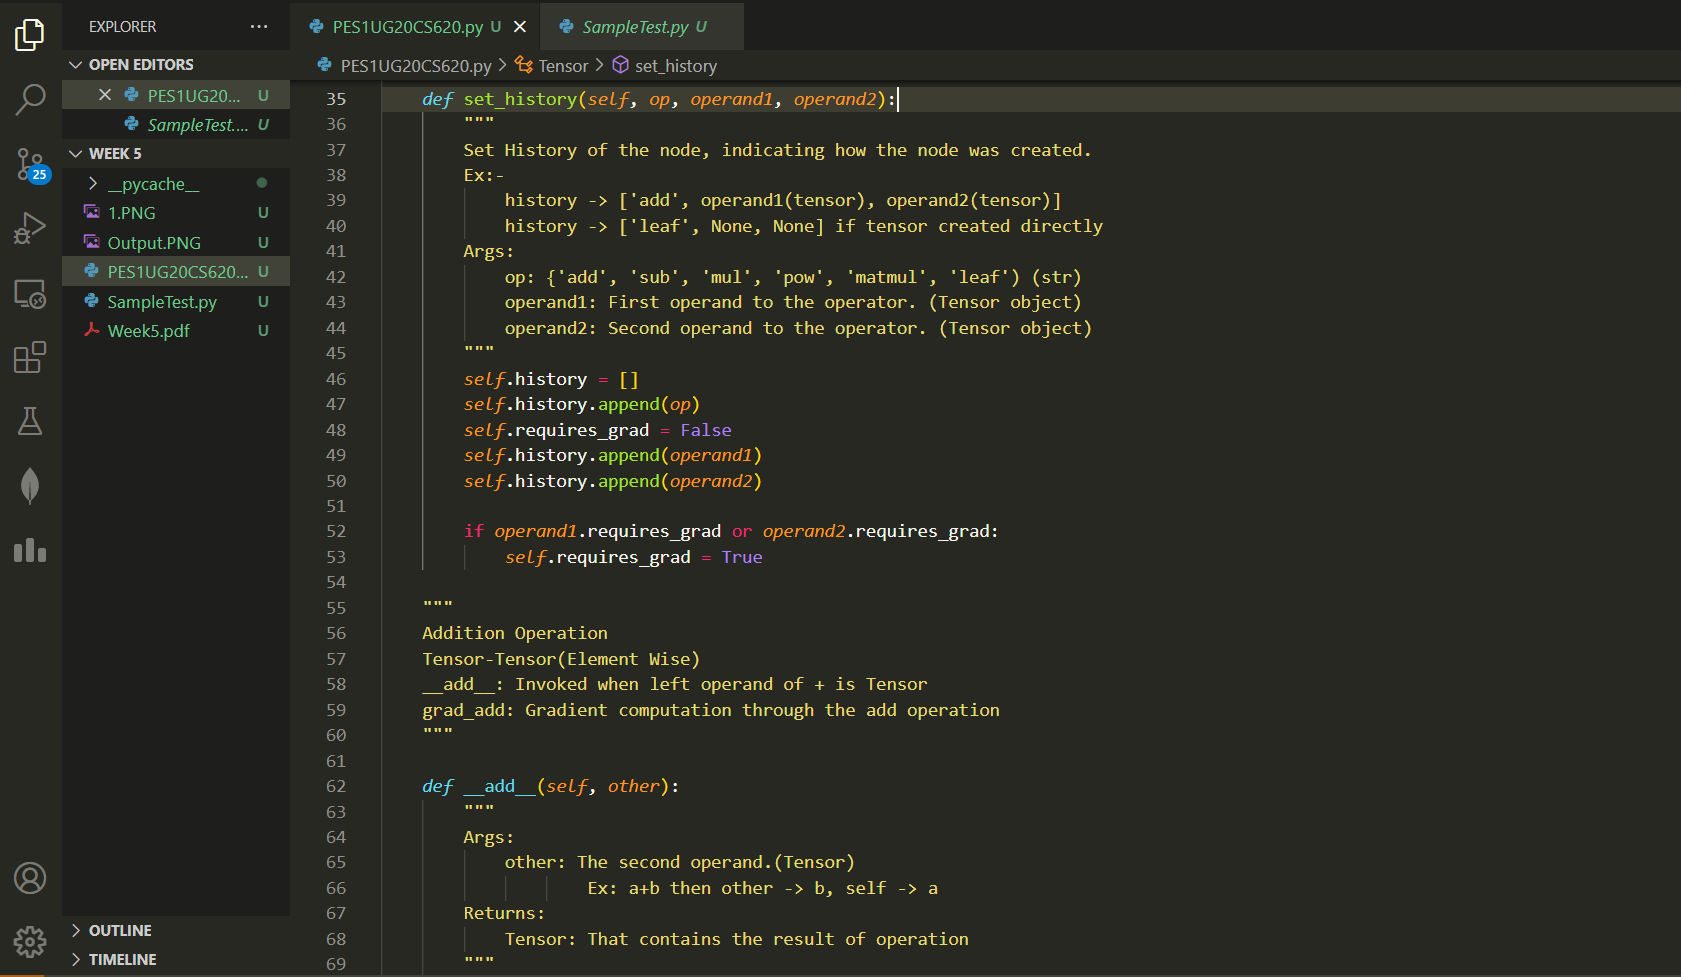 EXPLORER ···
OPEN EDITORS
PES1UG20... U
SampleTest.... U
WEEK 5
__pycache__
1.PNG U
Output.PNG U
PES1UG20CS620... U
SampleTest.py U
Week5.pdf U
OUTLINE
TIMELINE
25
PES1UG20CS620.py U
SampleTest.py U
PES1UG20CS620.py > Tensor > set_history
35 def set_history(self, op, operand1, operand2):
36 """
37 Set History of the node, indicating how the node was created.
38 Ex:-
39 history -> ['add', operand1(tensor), operand2(tensor)]
40 history -> ['leaf', None, None] if tensor created directly
41 Args:
42 op: {'add', 'sub', 'mul', 'pow', 'matmul', 'leaf') (str)
43 operand1: First operand to the operator. (Tensor object)
44 operand2: Second operand to the operator. (Tensor object)
45 """
46 self.history = []
47 self.history.append(op)
48 self.requires_grad = False
49 self.history.append(operand1)
50 self.history.append(operand2)
51
52 if operand1.requires_grad or operand2.requires_grad:
53 self.requires_grad = True
54
55 """
56 Addition Operation
57 Tensor-Tensor(Element Wise)
58 __add__: Invoked when left operand of + is Tensor
59 grad_add: Gradient computation through the add operation
60 """
61
62 def __add__(self, other):
63 """
64 Args:
65 other: The second operand.(Tensor)
66 Ex: a+b then other -> b, self -> a
67 Returns:
68 Tensor: That contains the result of operation
69 """